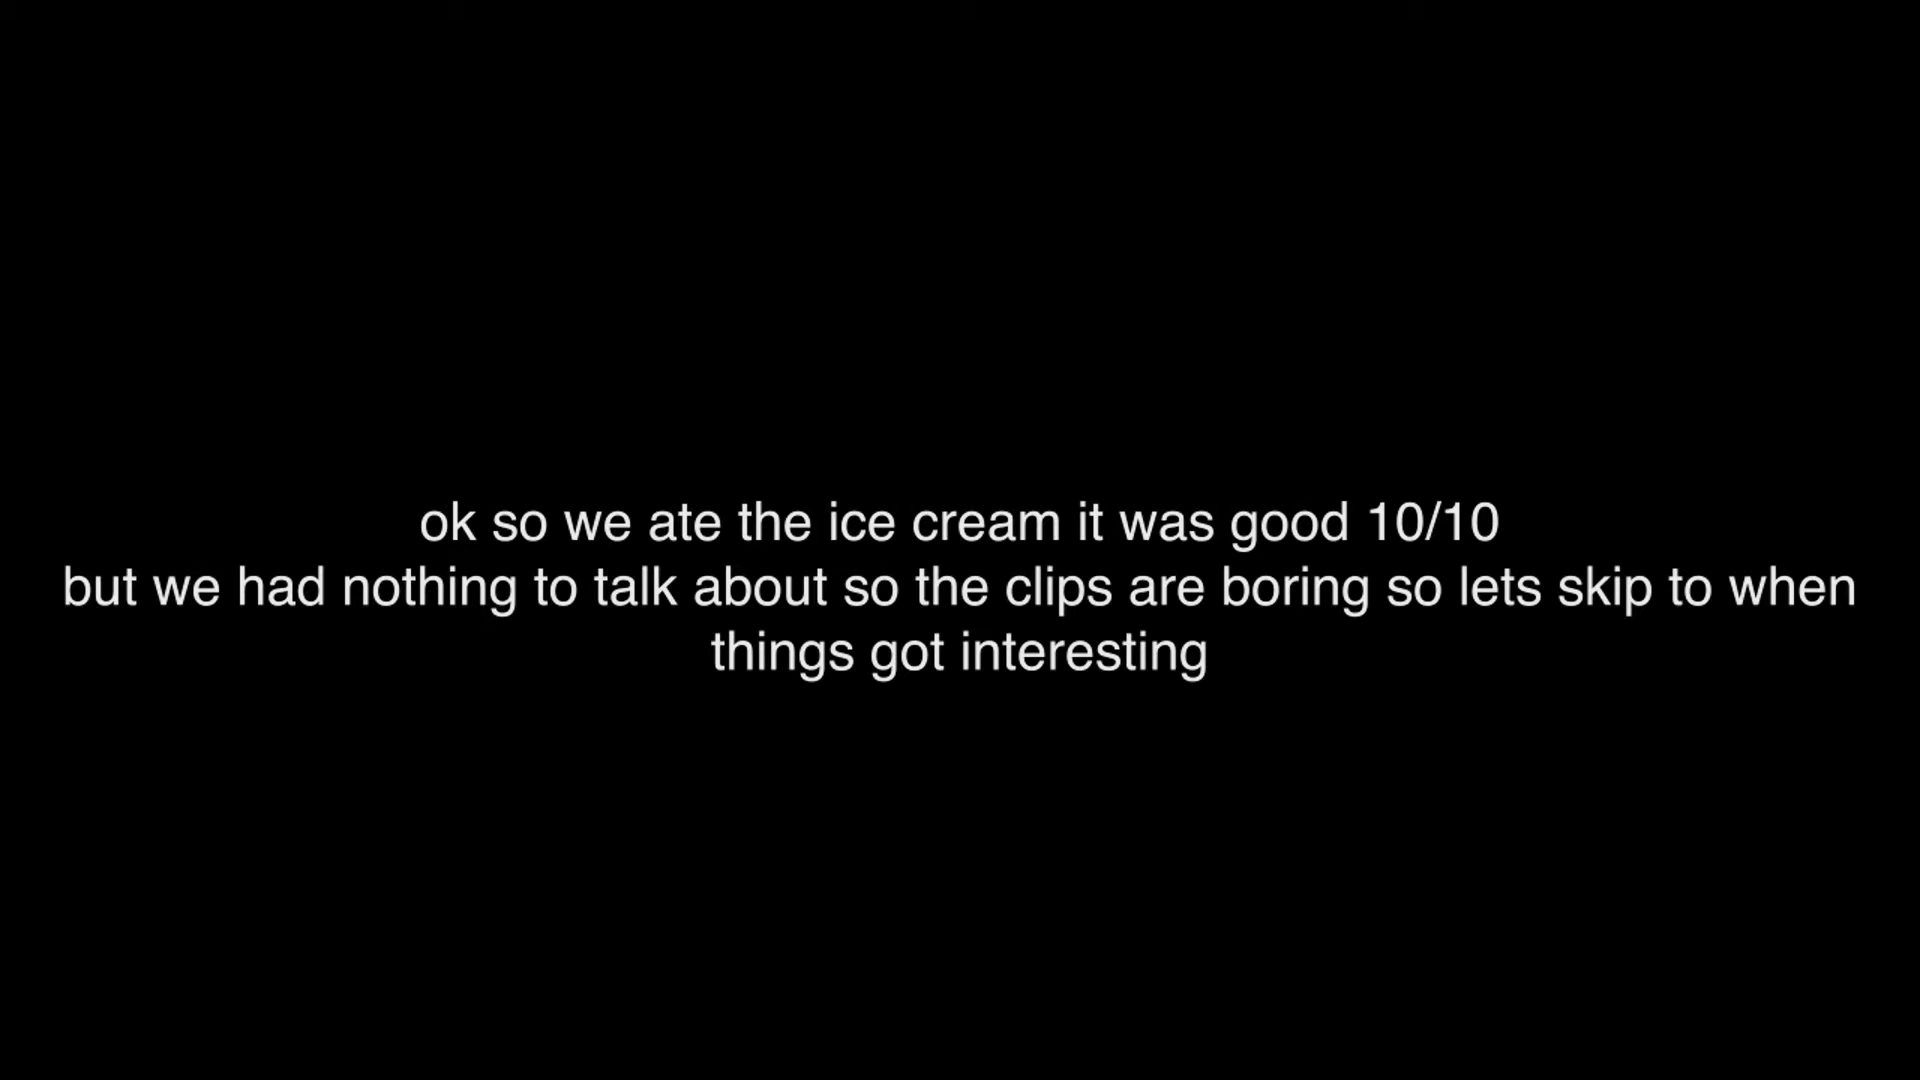 ok so we ate the ice cream it was good 10/10
but we had nothing to talk about so the clips are boring so lets skip to when
things got interesting